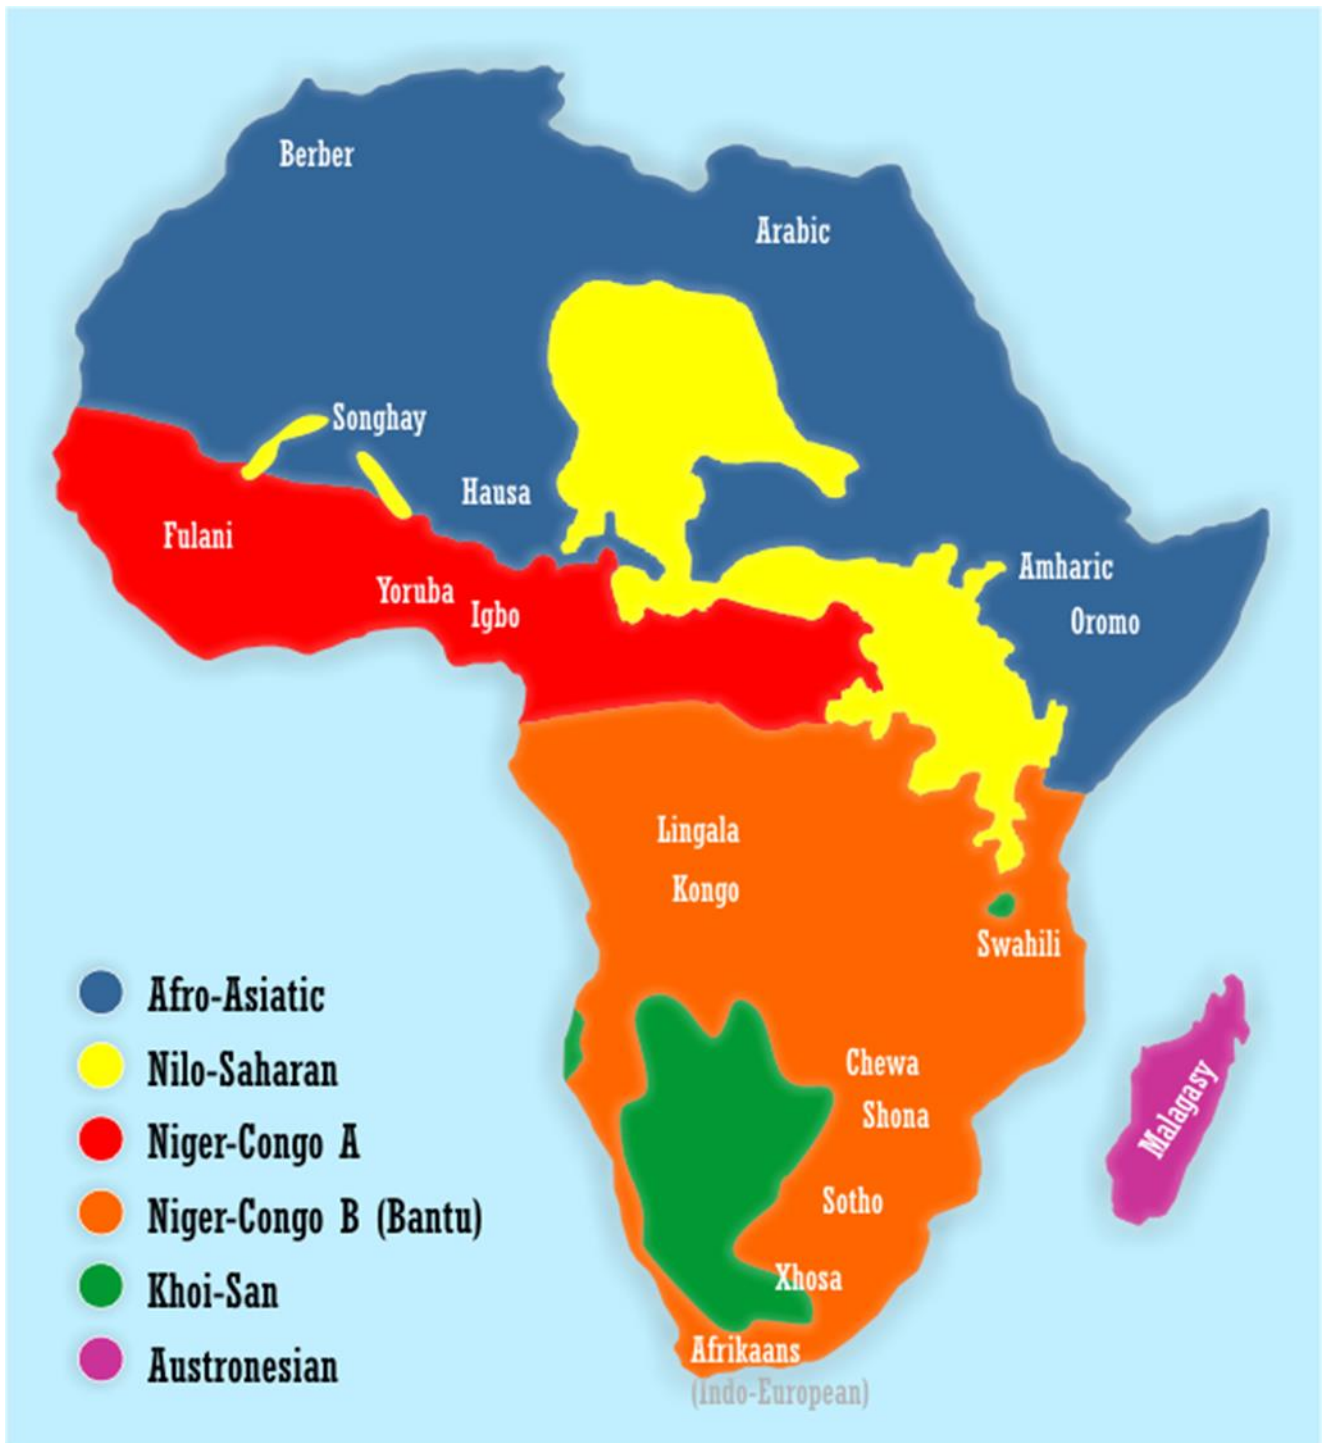 Berber
Arabic
Songhay
Hausa
Fulani
Amharic
Yoruba
Igbo
Oromo
Lingala
Kongo
Swahili
Afro-Asiatic
Nilo-Saharan
Chewa
Malagasy
Shona
Niger-Congo A
Sotho
Niger-Congo B (Bantu)
Xhosa
Khoi-San
Afrikaans
Austronesian
(Indo-European)